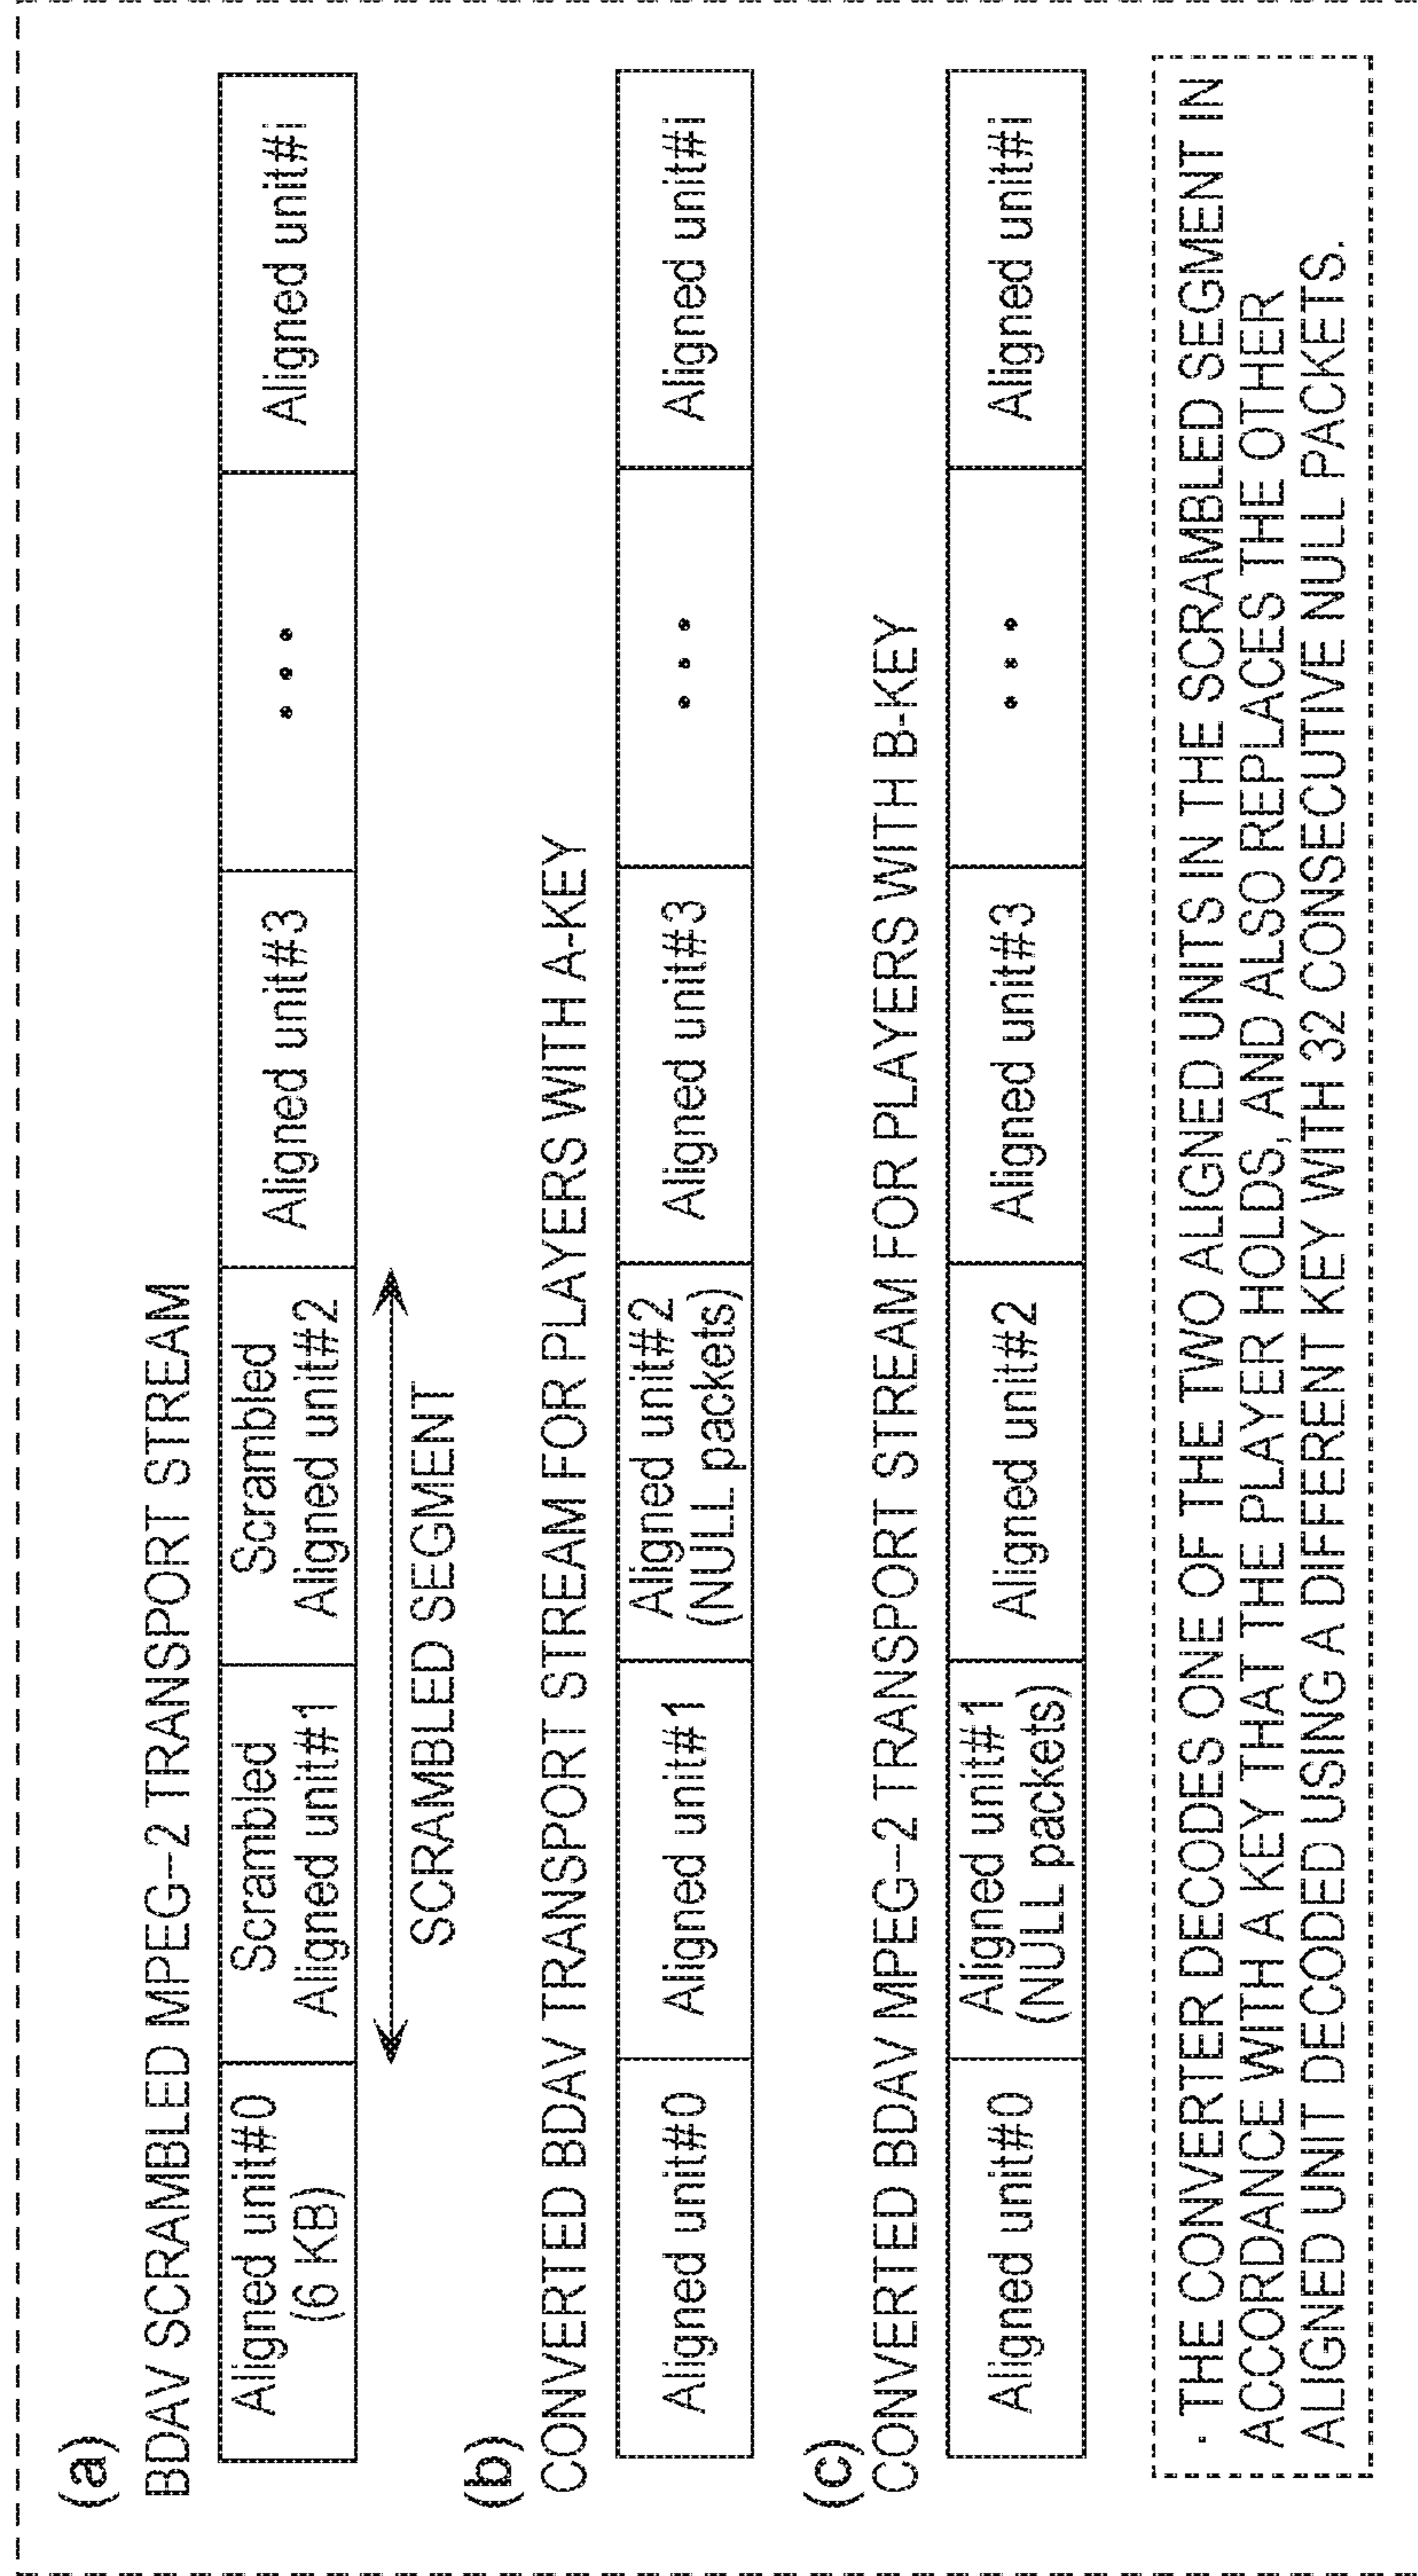 (a)
BDAV SCRAMBLED MPEG–2 TRANSPORT STREAM
Aligned unit#0
(6 KB)
Scrambled
Aligned unit#1
Scrambled
Aligned unit#2
Aligned unit#3
• • •
Aligned unit#i
SCRAMBLED SEGMENT
(b)
CONVERTED BDAV TRANSPORT STREAM FOR PLAYERS WITH A-KEY
Aligned unit#0
Aligned unit#1
Aligned unit#2
(NULL packets)
Aligned unit#3
• • •
Aligned unit#i
(c)
CONVERTED BDAV MPEG–2 TRANSPORT STREAM FOR PLAYERS WITH B-KEY
Aligned unit#0
Aligned unit#1
(NULL packets)
Aligned unit#2
Aligned unit#3
• • •
Aligned unit#i
· THE CONVERTER DECODES ONE OF THE TWO ALIGNED UNITS IN THE SCRAMBLED SEGMENT IN
ACCORDANCE WITH A KEY THAT THE PLAYER HOLDS, AND ALSO REPLACES THE OTHER
ALIGNED UNIT DECODED USING A DIFFERENT KEY WITH 32 CONSECUTIVE NULL PACKETS.